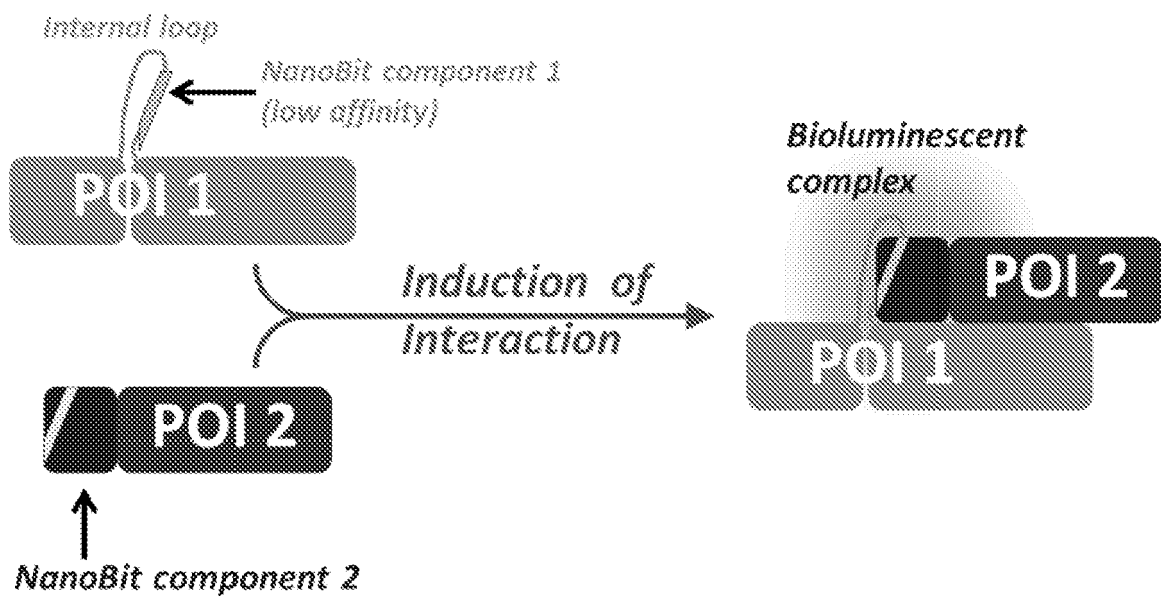 Internal loop
NanoBit component 1
(low affinity)
POI 1
Induction of
Interaction
POI 2
NanoBit component 2
Bioluminescent
complex
POI 2
POI 1